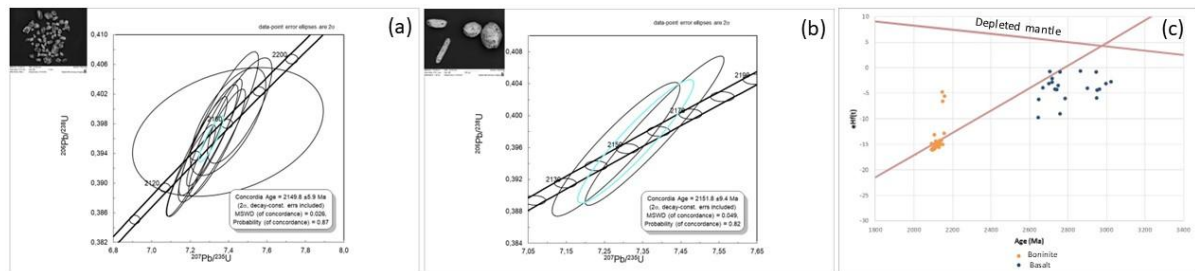 data-point error ellipses are 2σ
(a)
0,410
0,406
0,402
0,398
0,394
0,390
0,386
0,382
206Pb/238U
2200
2160
2120
Concordia Age = 2149.8 ±5.9 Ma
(2σ, decay-const. errs included)
MSWD (of concordance) = 0.026,
Probability (of concordance) = 0.87
6,8
7,0
7,2
7,4
7,6
7,8
8,0
207Pb/235U
data-point error ellipses are 2σ
(b)
0,408
0,404
0,400
0,396
0,392
0,388
0,384
206Pb/238U
2190
2170
2150
2130
Concordia Age = 2151.8 ±9.4 Ma
(2σ, decay-const. errs included)
MSWD (of concordance) = 0.049,
Probability (of concordance) = 0.82
7,05
7,15
7,25
7,35
7,45
7,55
7,65
207Pb/235U
(c)
Depleted mantle
10
5
0
-5
-10
-15
-20
-25
-30
eHf(t)
1800
2000
2200
2400
2600
2800
3000
3200
3400
Age (Ma)
Boninite
Basalt